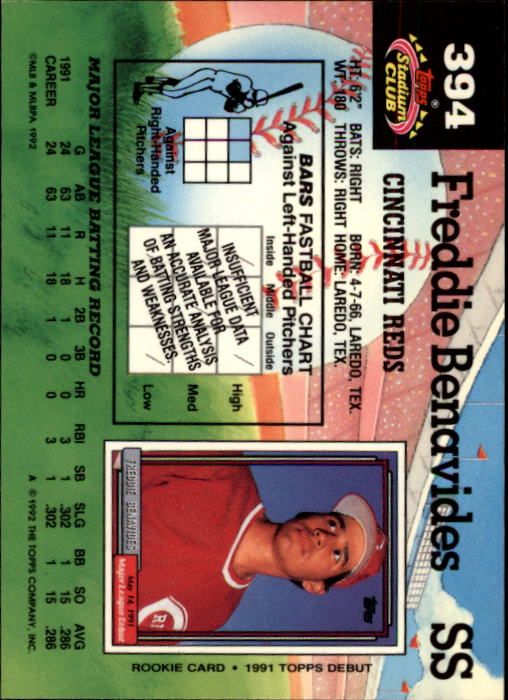 394
Topps
Stadium
CLUB
Freddie Benavides SS
CINCINNATI REDS
HT: 6'2" BATS: RIGHT BORN: 4-7-66, LAREDO, TEX.
WT: 180 THROWS: RIGHT HOME: LAREDO, TEX.
BARS FASTBALL CHART
Against Left-Handed Pitchers
Inside Middle Outside
High
Med
Low
INSUFFICIENT
MAJOR-LEAGUE DATA
AVAILABLE FOR
AN ACCURATE ANALYSIS
OF BATTING STRENGTHS
AND WEAKNESSES.
Against
Right-Handed
Pitchers
Topps
FREDDIE BENAVIDES
May 14, 1991
Major League Debut
ROOKIE CARD • 1991 TOPPS DEBUT
MAJOR LEAGUE BATTING RECORD
G AB R H 2B 3B HR RBI SB SLG BB SO AVG
1991 24 63 11 18 1 0 0 3 1 .302 1 15 .286
CAREER 24 63 11 18 1 0 0 3 1 .302 1 15 .286
©MLB & MLBPA 1992
A © 1992 THE TOPPS COMPANY, INC.